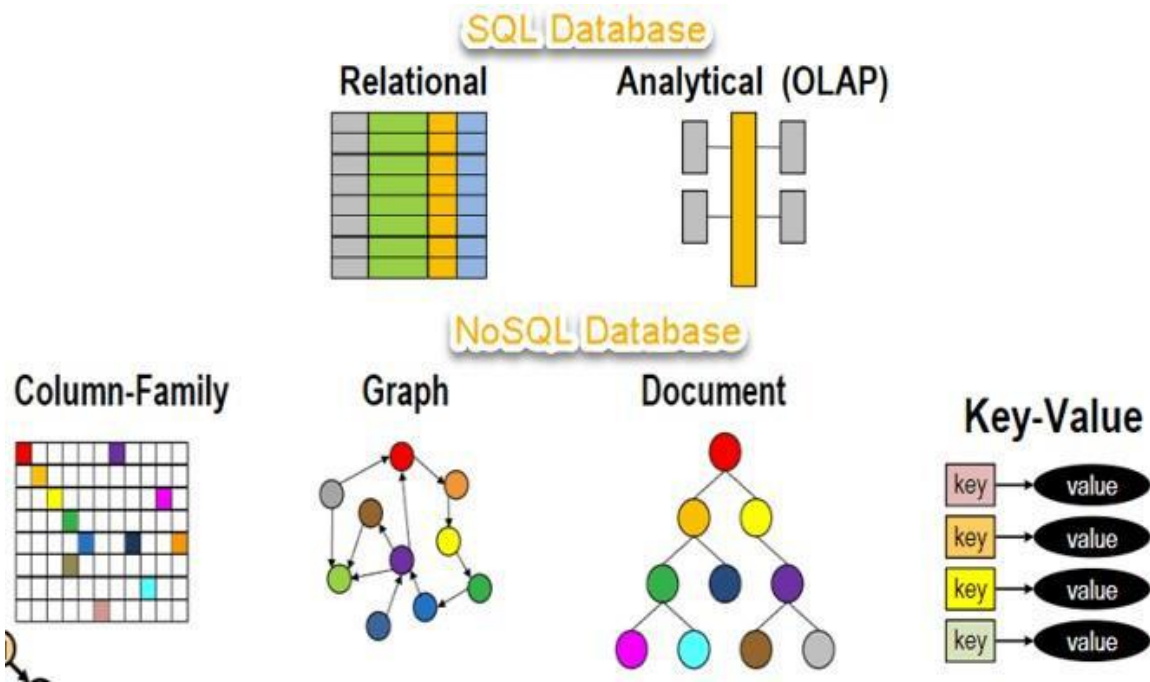 SQL Database
Relational
Analytical (OLAP)
NoSQL Database
Column-Family
Graph
Document
Key-Value
key value
key value
key value
key value